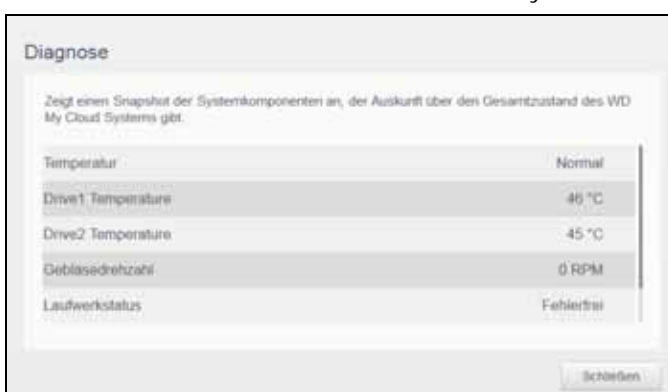 Diagnose
Zeigt einen Snapshot der Systemkomponenten an, der Auskunft über den Gesamtzustand des WD
My Cloud Systems gibt.
Temperatur Normal
Drive1 Temperature 46 °C
Drive2 Temperature 45 °C
Gebläsedrehzahl 0 RPM
Laufwerkstatus Fehlerfrei
Schließen